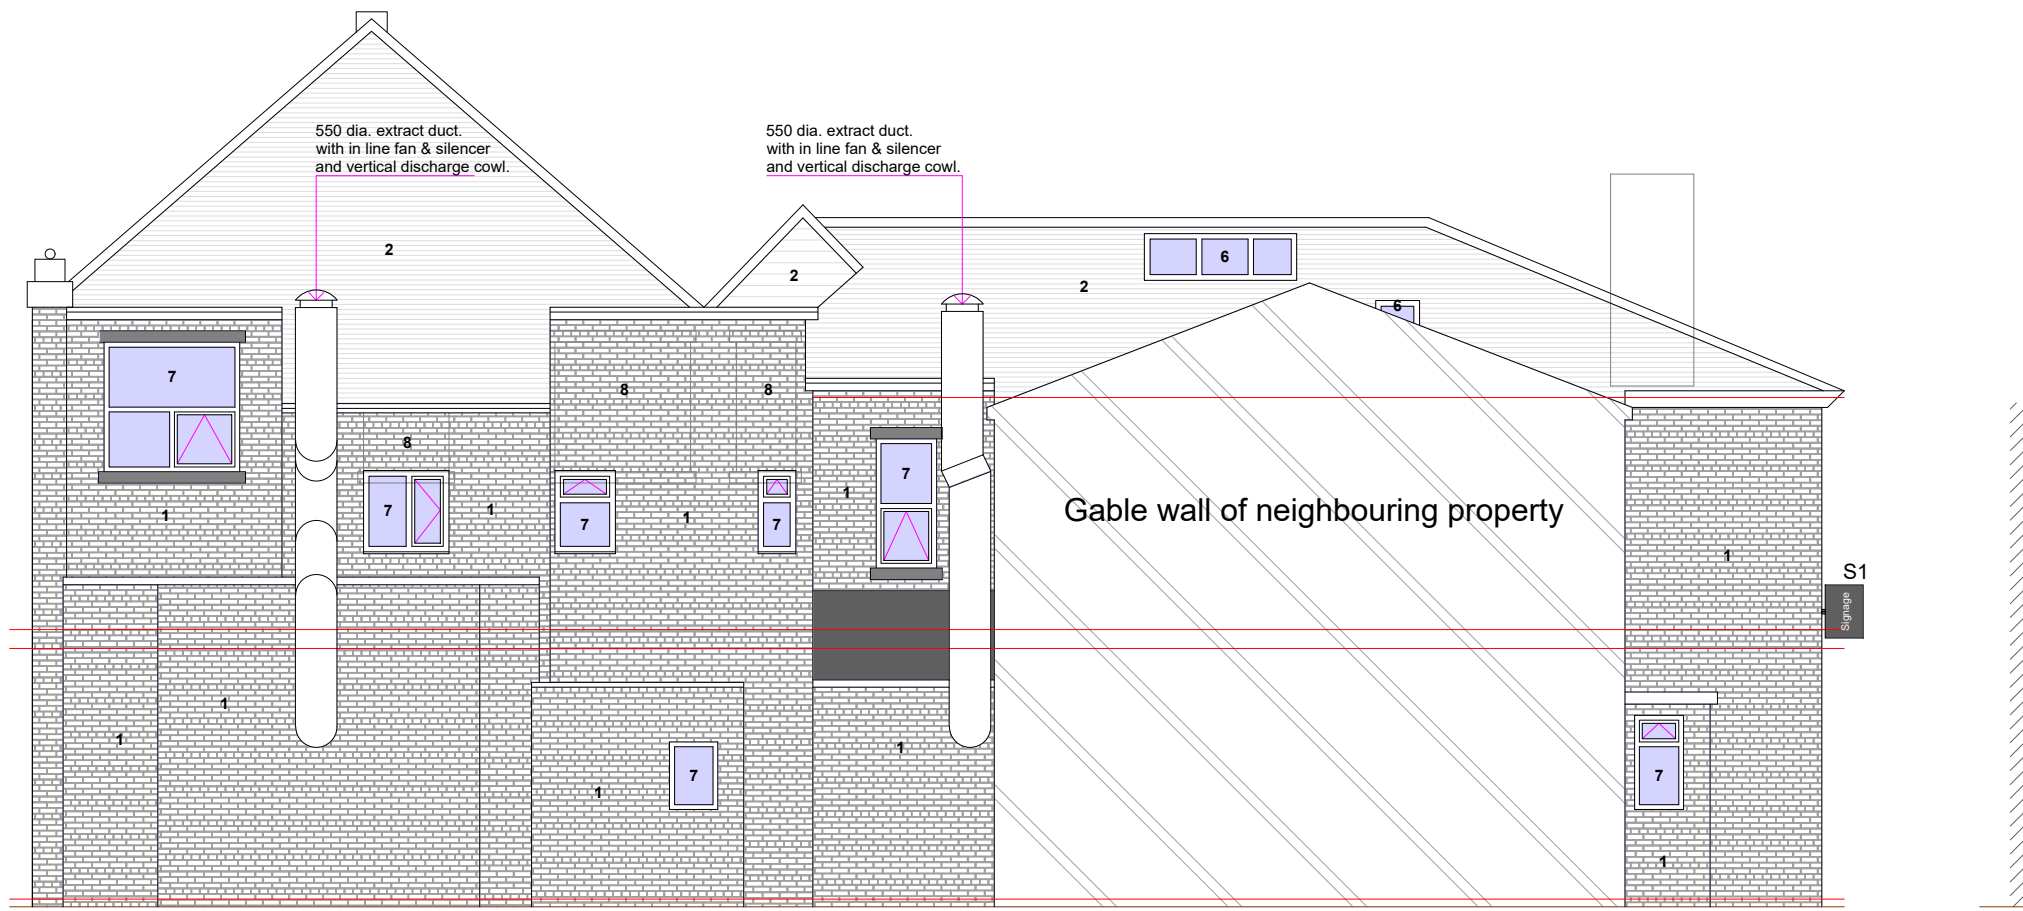 550 dia. extract duct.
with in line fan & silencer
and vertical discharge cowl.
550 dia. extract duct.
with in line fan & silencer
and vertical discharge cowl.
2
2
2
6
6
7
8
8
8
1
7
1
7
1
7
1
7
Gable wall of neighbouring property
1
S1
Signage
1
1
1
7
1
7
1